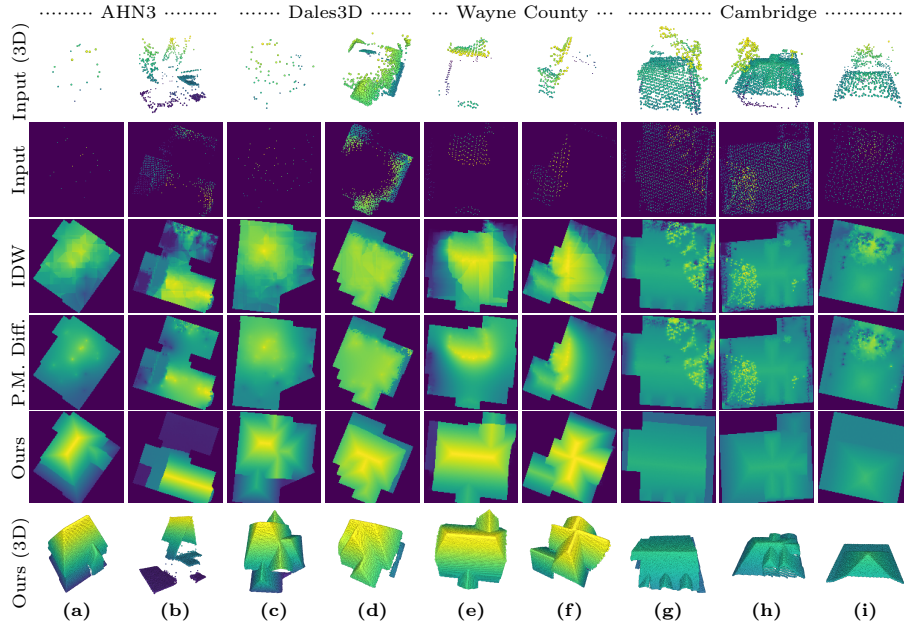 AHN3 Dales3D Wayne County Cambridge
Input (3D)
Input
IDW
P.M. Diff.
Ours
Ours (3D)
(a) (b) (c) (d) (e) (f) (g) (h) (i)